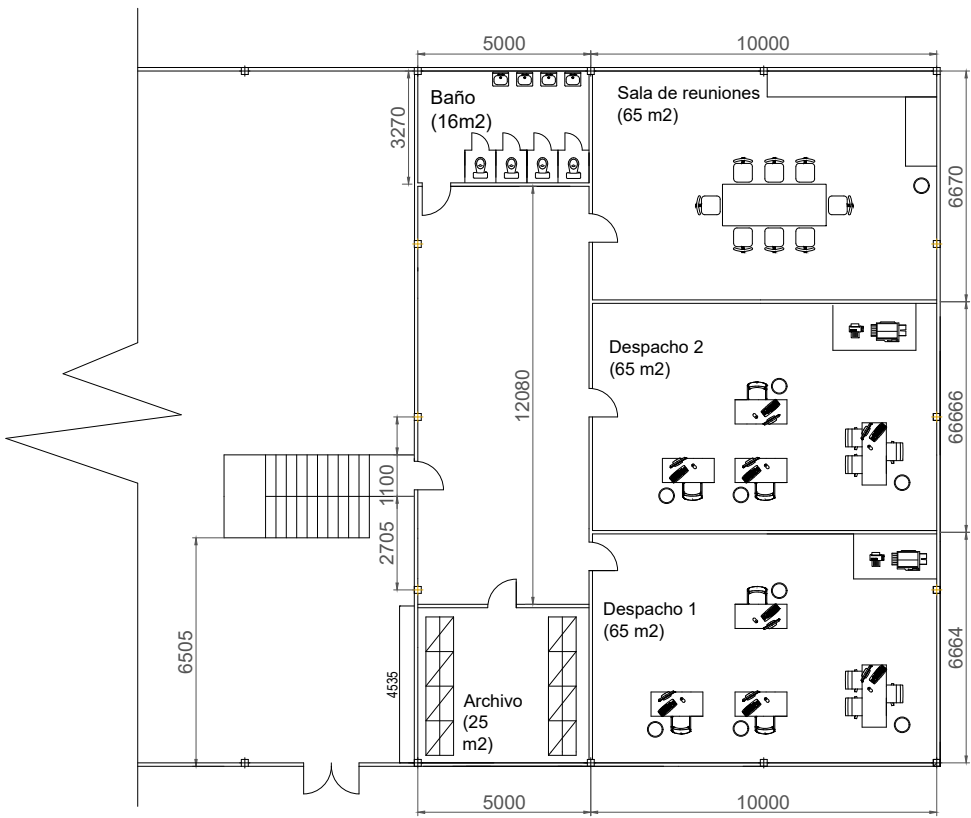 5000
10000
Baño
(16m2)
Sala de reuniones
(65 m2)
3270
6670
12080
Despacho 2
(65 m2)
66666
1100
2705
6505
Despacho 1
(65 m2)
6664
4535
Archivo
(25
m2)
5000
10000